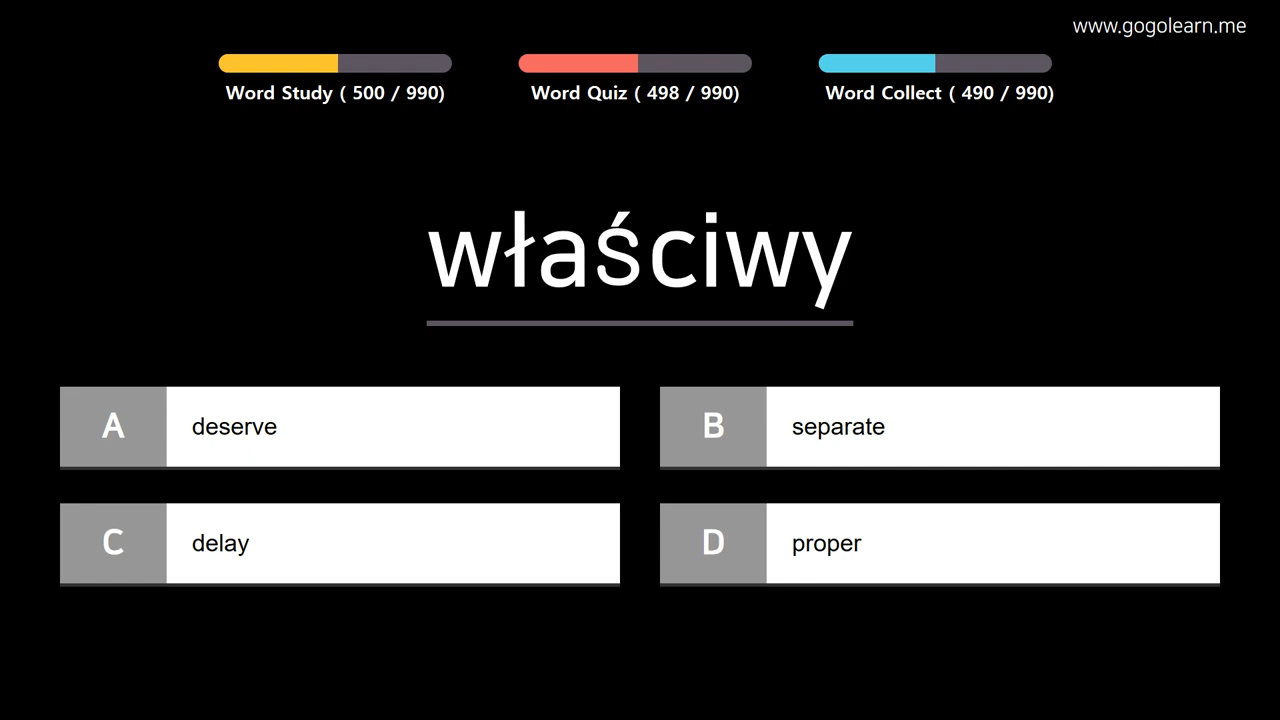 www.gogolearn.me
Word Study ( 500 / 990)
Word Quiz ( 498 / 990)
Word Collect ( 490 / 990)
właściwy
A deserve
B separate
C delay
D proper